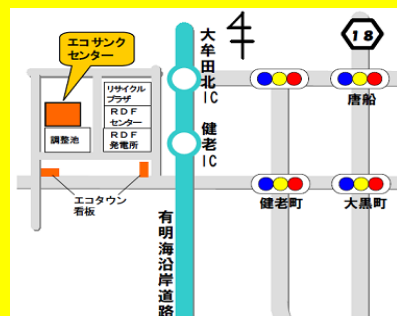 エコサンク
センター
大牟田北IC
18
リサイクル
プラザ
RDF
センター
RDF
発電所
調整池
唐船
健老IC
エコタウン
看板
健老町
大黒町
有明海沿岸道路